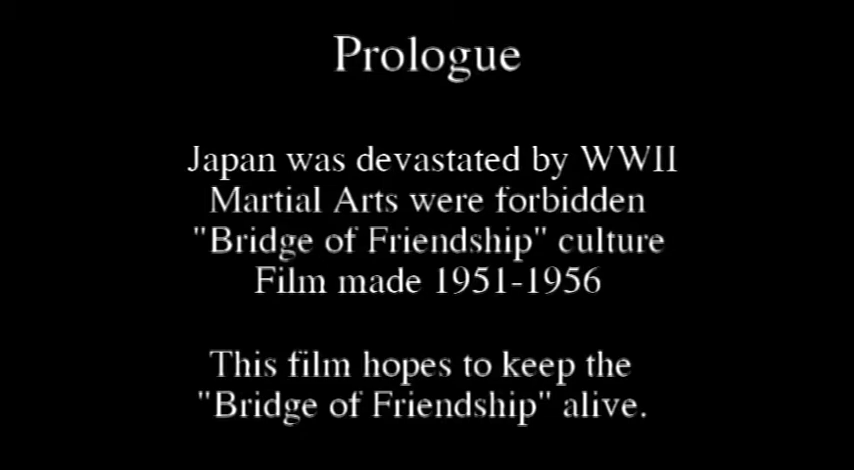 Prologue
Japan was devastated by WWII
Martial Arts were forbidden
"Bridge of Friendship" culture
Film made 1951-1956
This film hopes to keep the
"Bridge of Friendship" alive.